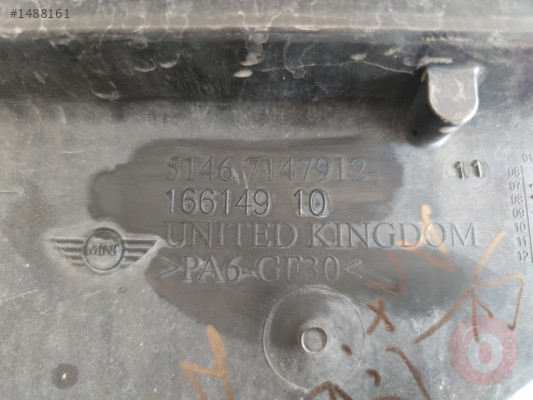 #1488161
5146 7147912
11
166149 10
UNITED KINGDOM
MINI
>PA6-GF30<